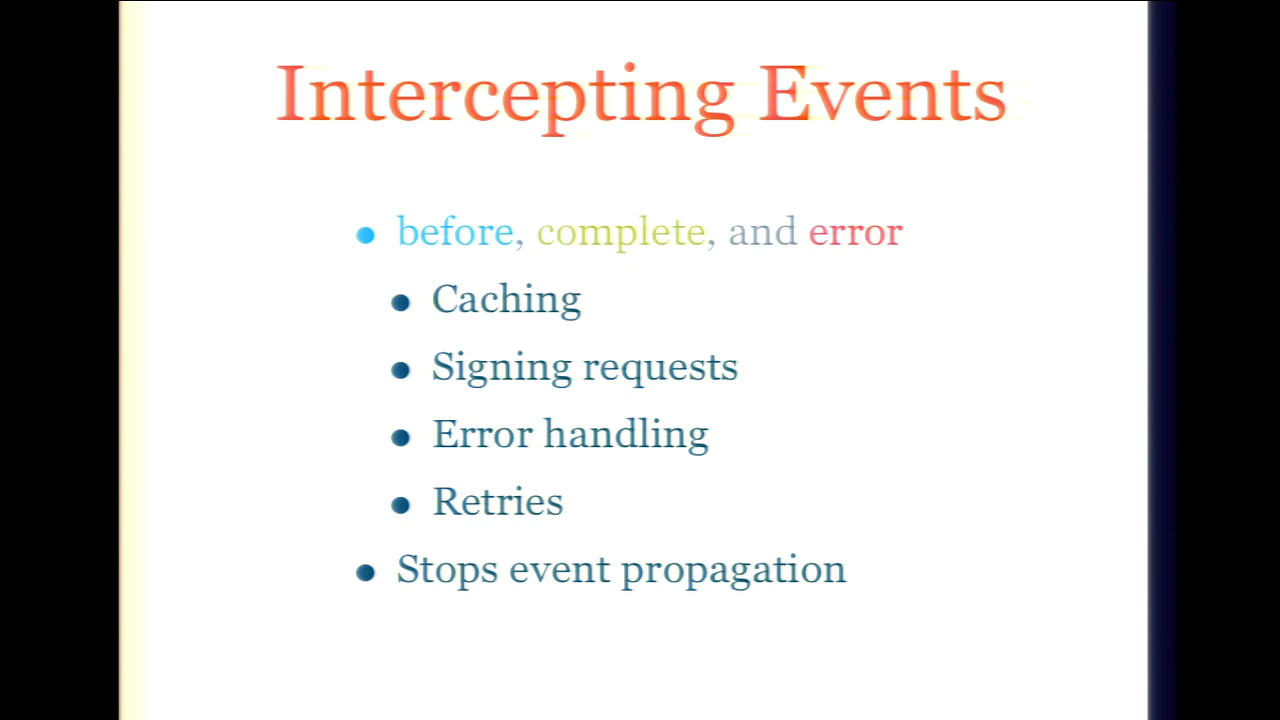 Intercepting Events
before, complete, and error
Caching
Signing requests
Error handling
Retries
Stops event propagation